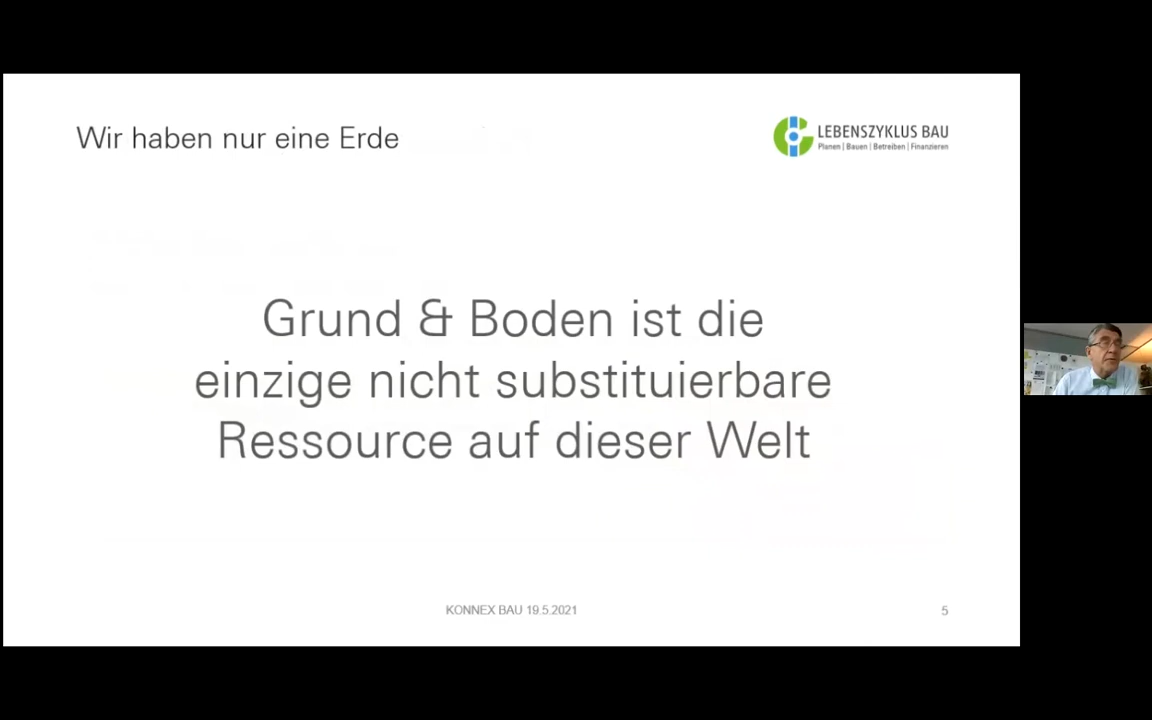 Wir haben nur eine Erde
LEBENSZYKLUS BAU
Planen | Bauen | Betreiben | Finanzieren
Grund & Boden ist die
einzige nicht substituierbare
Ressource auf dieser Welt
KONNEX BAU 19.5.2021
5